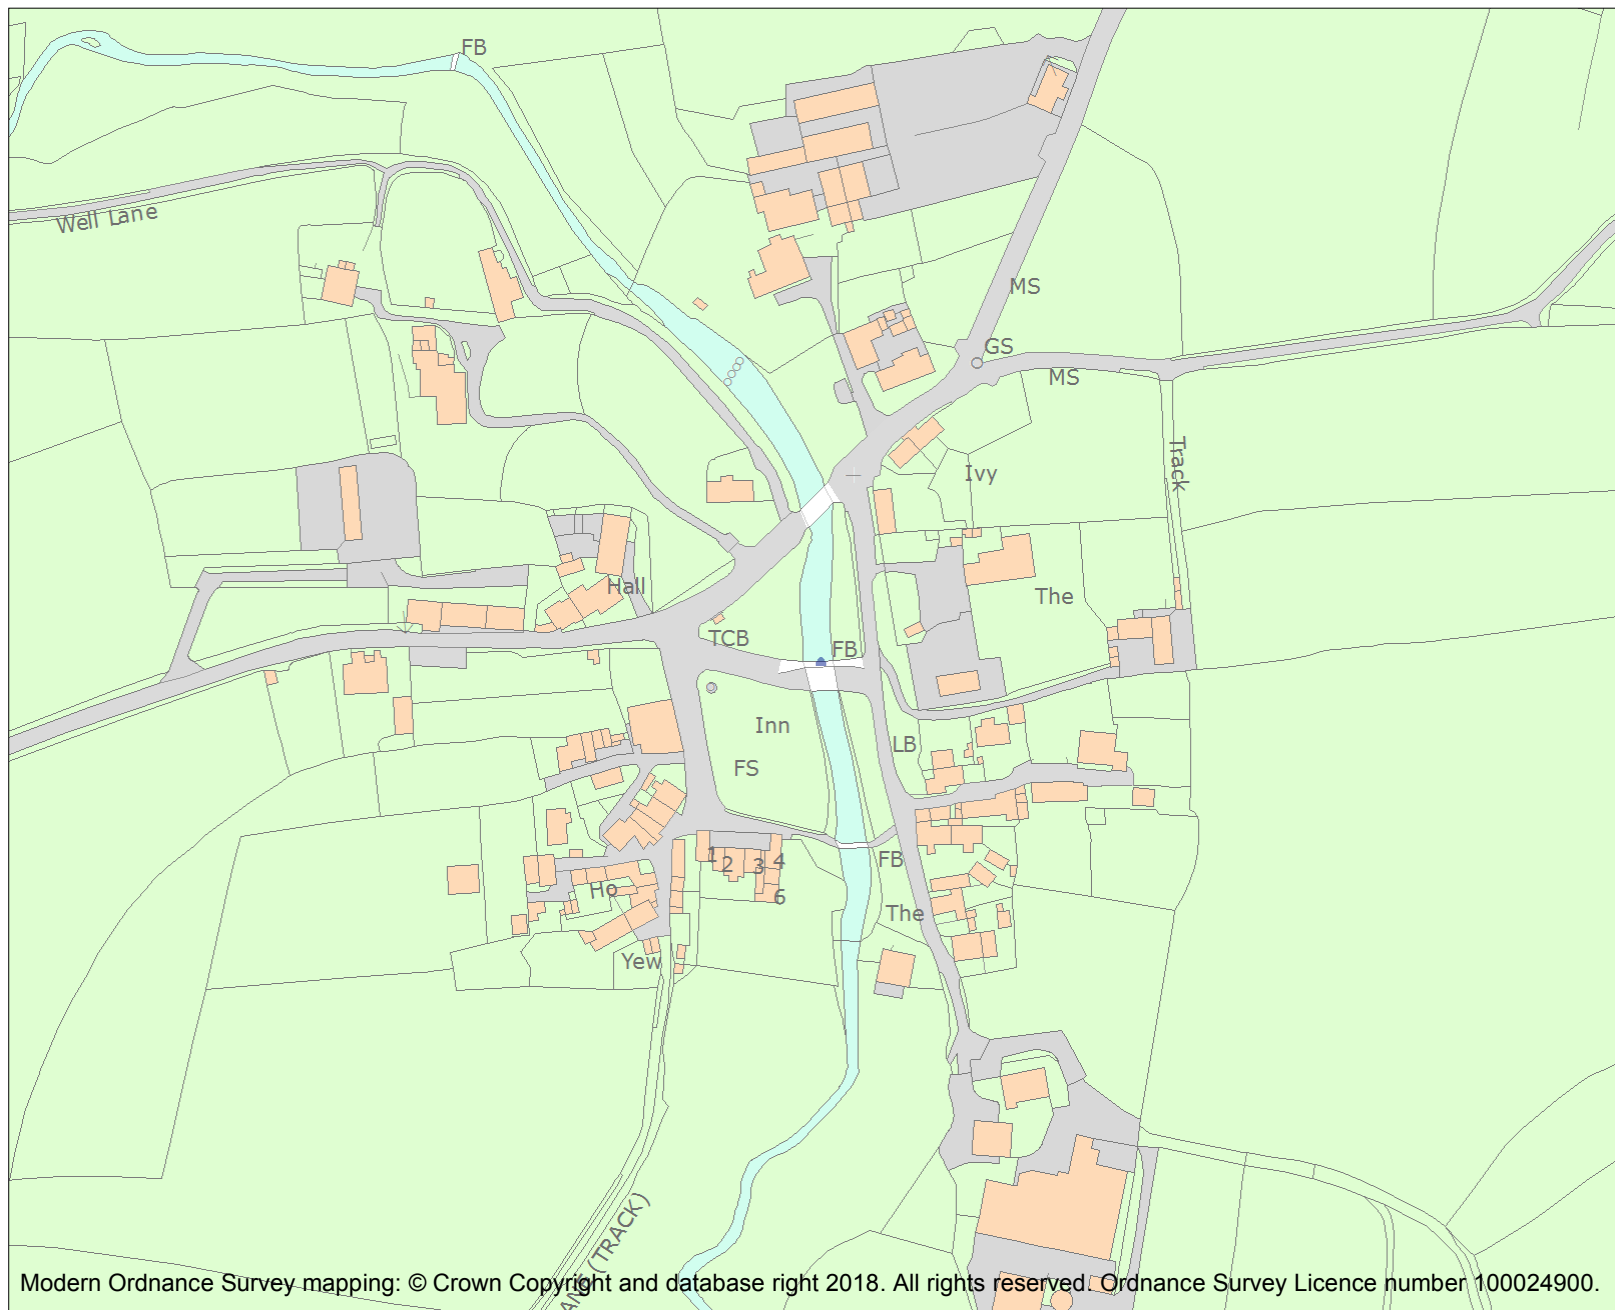 FB
Well Lane
MS
GS
MS
Track
Ivy
Hall
The
TCB
FB
Inn
LB
FS
1
2
3
4
FB
Ho
6
The
Yew
ANE (TRACK)
Modern Ordnance Survey mapping: © Crown Copyright and database right 2018. All rights reserved. Ordnance Survey Licence number 100024900.